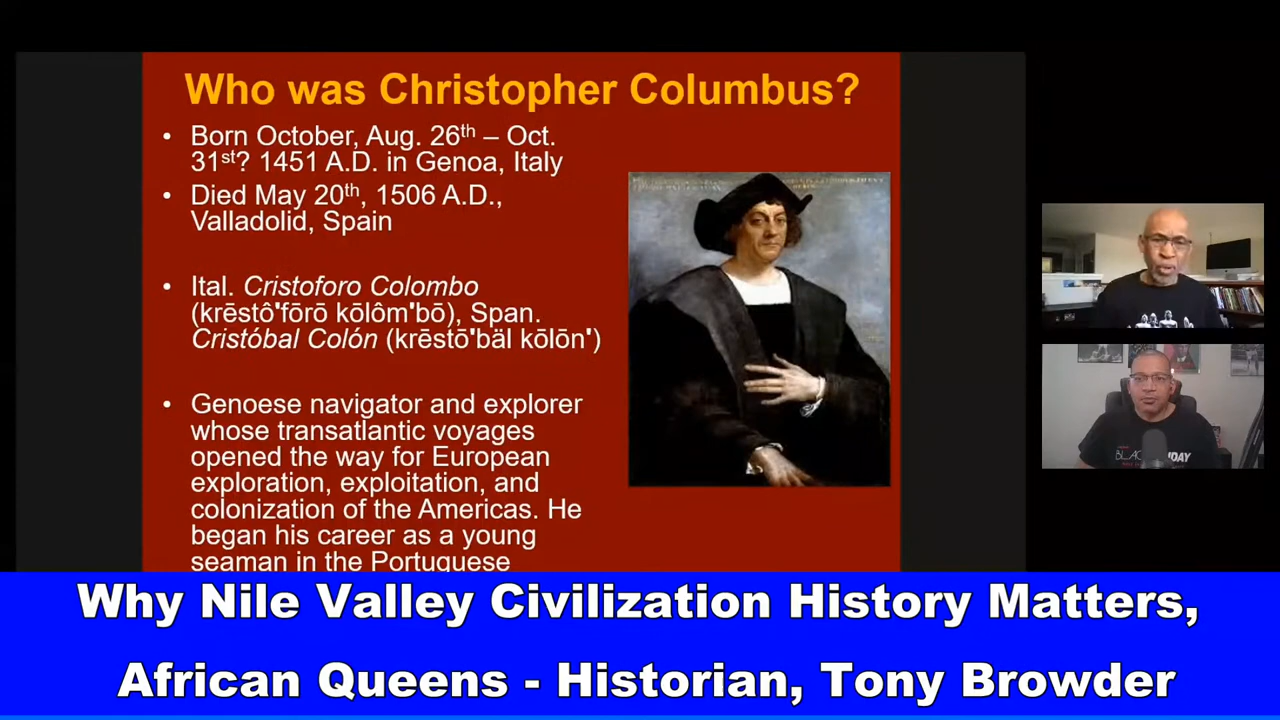 Who was Christopher Columbus?
• Born October, Aug. 26th – Oct.
31st? 1451 A.D. in Genoa, Italy
• Died May 20th, 1506 A.D.,
Valladolid, Spain
• Ital. Cristoforo Colombo
(krēstô'fōrō kōlôm'bō), Span.
Cristóbal Colón (krēstō'bäl kōlōn')
• Genoese navigator and explorer
whose transatlantic voyages
opened the way for European
exploration, exploitation, and
colonization of the Americas. He
began his career as a young
seaman in the Portuguese
Why Nile Valley Civilization History Matters,
African Queens - Historian, Tony Browder